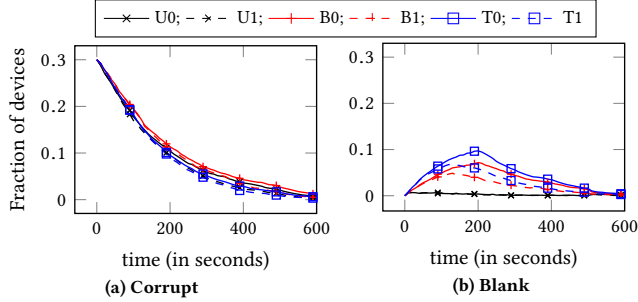 U0; U1; B0; B1; T0; T1
Fraction of devices
0.3
0.2
0.1
0
0 200 400 600
time (in seconds)
(a) Corrupt
0.3
0.2
0.1
0
0 200 400 600
time (in seconds)
(b) Blank